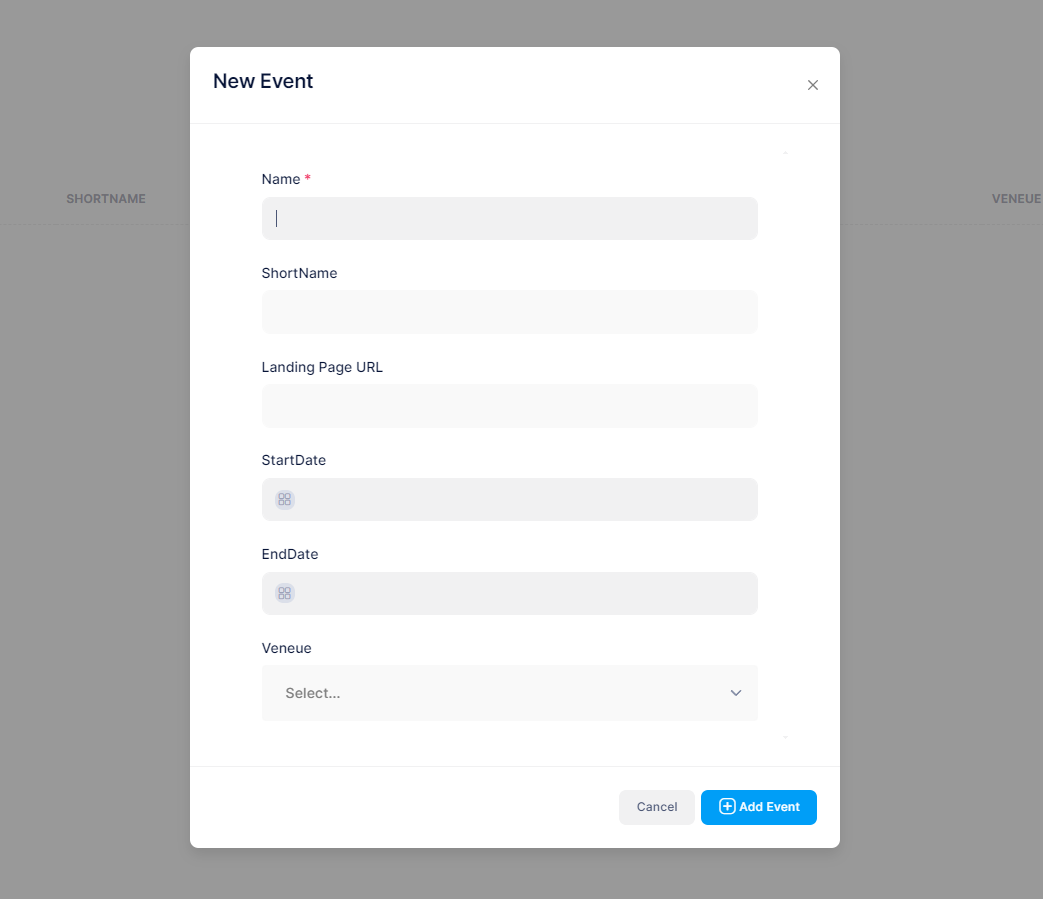 New Event
Name *
SHORTNAME
VENEUE
ShortName
Landing Page URL
StartDate
EndDate
Veneue
Select...
Cancel
Add Event